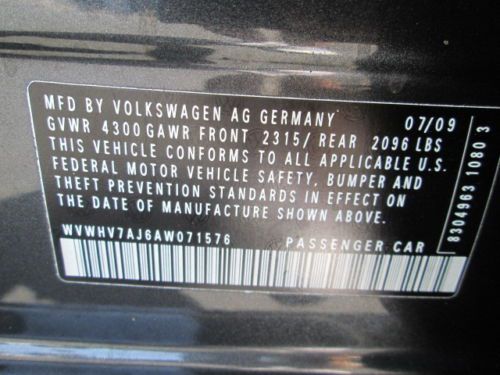 MFD BY VOLKSWAGEN AG GERMANY 07/09
GVWR 4300 GAWR FRONT 2315/ REAR 2096 LBS
THIS VEHICLE CONFORMS TO ALL APPLICABLE U.S.
FEDERAL MOTOR VEHICLE SAFETY, BUMPER AND
THEFT PREVENTION STANDARDS IN EFFECT ON
THE DATE OF MANUFACTURE SHOWN ABOVE.
WVWHV7AJ6AW071576 PASSENGER CAR
8304963 1080 3